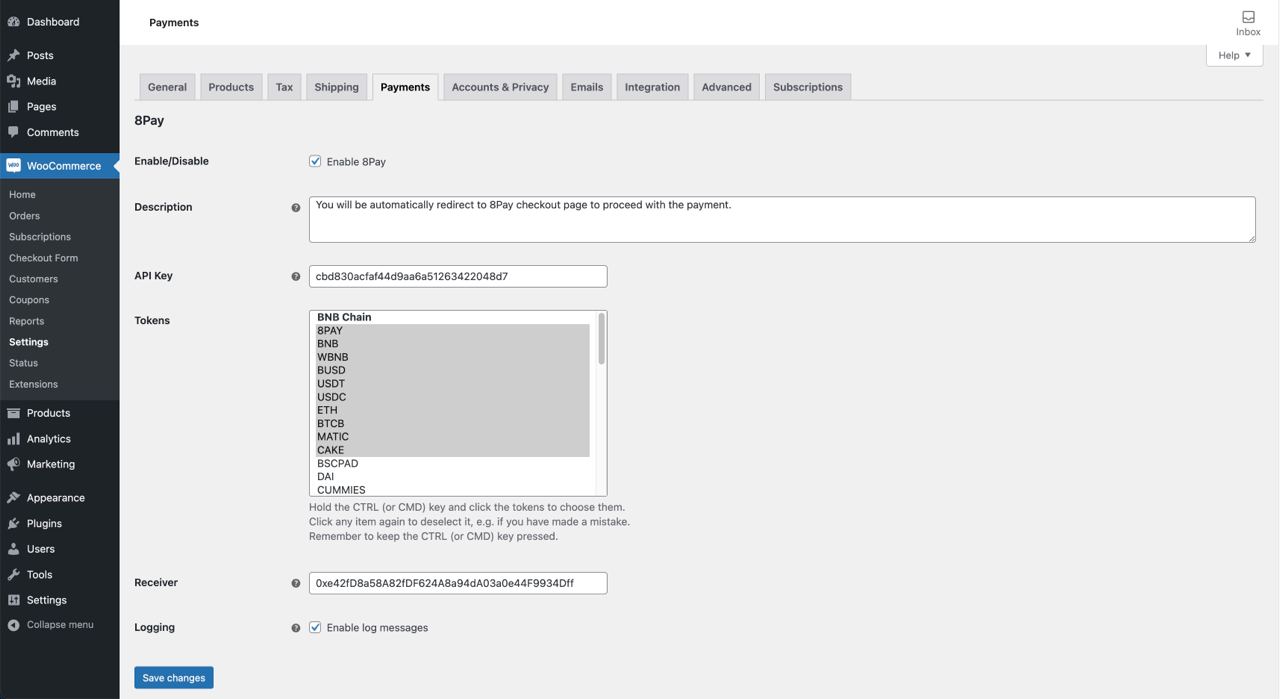 Dashboard
Posts
Media
Pages
Comments
WooCommerce
Home
Orders
Subscriptions
Checkout Form
Customers
Coupons
Reports
Settings
Status
Extensions
Products
Analytics
Marketing
Appearance
Plugins
Users
Tools
Settings
Collapse menu
Payments
Inbox
Help
General Products Tax Shipping Payments Accounts & Privacy Emails Integration Advanced Subscriptions
8Pay
Enable/Disable Enable 8Pay
Description You will be automatically redirect to 8Pay checkout page to proceed with the payment.
API Key cbd830acfaf44d9aa6a51263422048d7
Tokens
BNB Chain
8PAY
BNB
WBNB
BUSD
USDT
USDC
ETH
BTCB
MATIC
CAKE
BSCPAD
DAI
CUMMIES
Hold the CTRL (or CMD) key and click the tokens to choose them.
Click any item again to deselect it, e.g. if you have made a mistake.
Remember to keep the CTRL (or CMD) key pressed.
Receiver 0xe42fD8a58A82fDF624A8a94dA03a0e44F9934Dff
Logging Enable log messages
Save changes